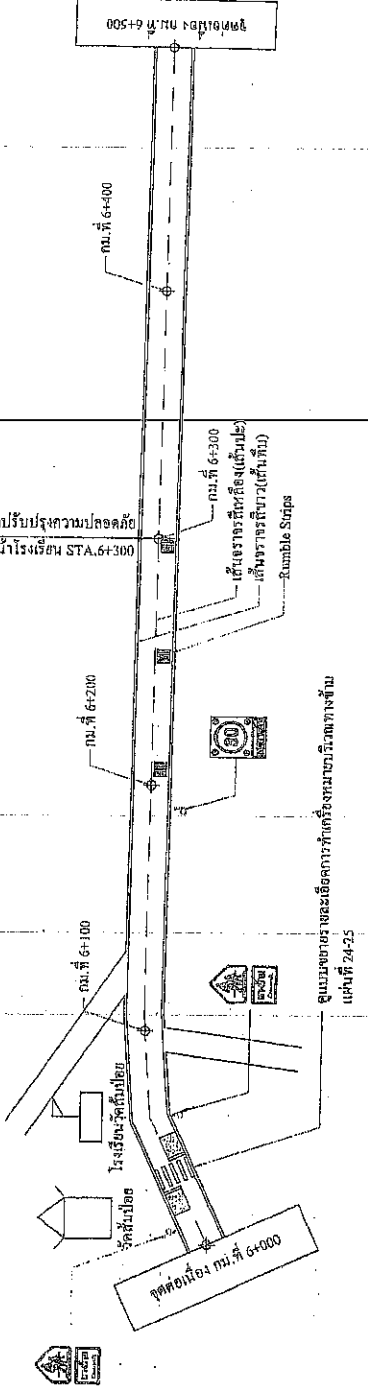 จุดต่อเนื่อง กม.ที่ 6+500
กม.ที่ 6+400
ปรับปรุงความปลอดภัย
หน้าโรงเรียน STA.6+300
กม.ที่ 6+300
เส้นจราจรสีเหลือง(เส้นปะ)
เส้นจราจรสีขาว(เส้นทึบ)
Rumble Strips
กม.ที่ 6+200
กม.ที่ 6+100
ดูแบบขยายรายละเอียดการทำเครื่องหมายบริเวณทางข้าม
แผ่นที่ 24-25
โรงเรียนวัดส้มป่อย
วัดส้มป่อย
จุดต่อเนื่อง กม.ที่ 6+000